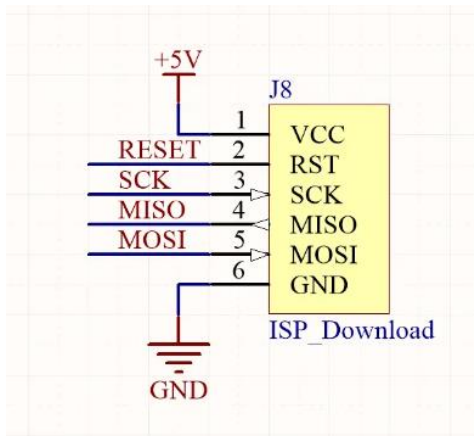 +5V
J8
1 VCC
RESET 2 RST
SCK 3 SCK
MISO 4 MISO
MOSI 5 MOSI
6 GND
ISP_Download
GND